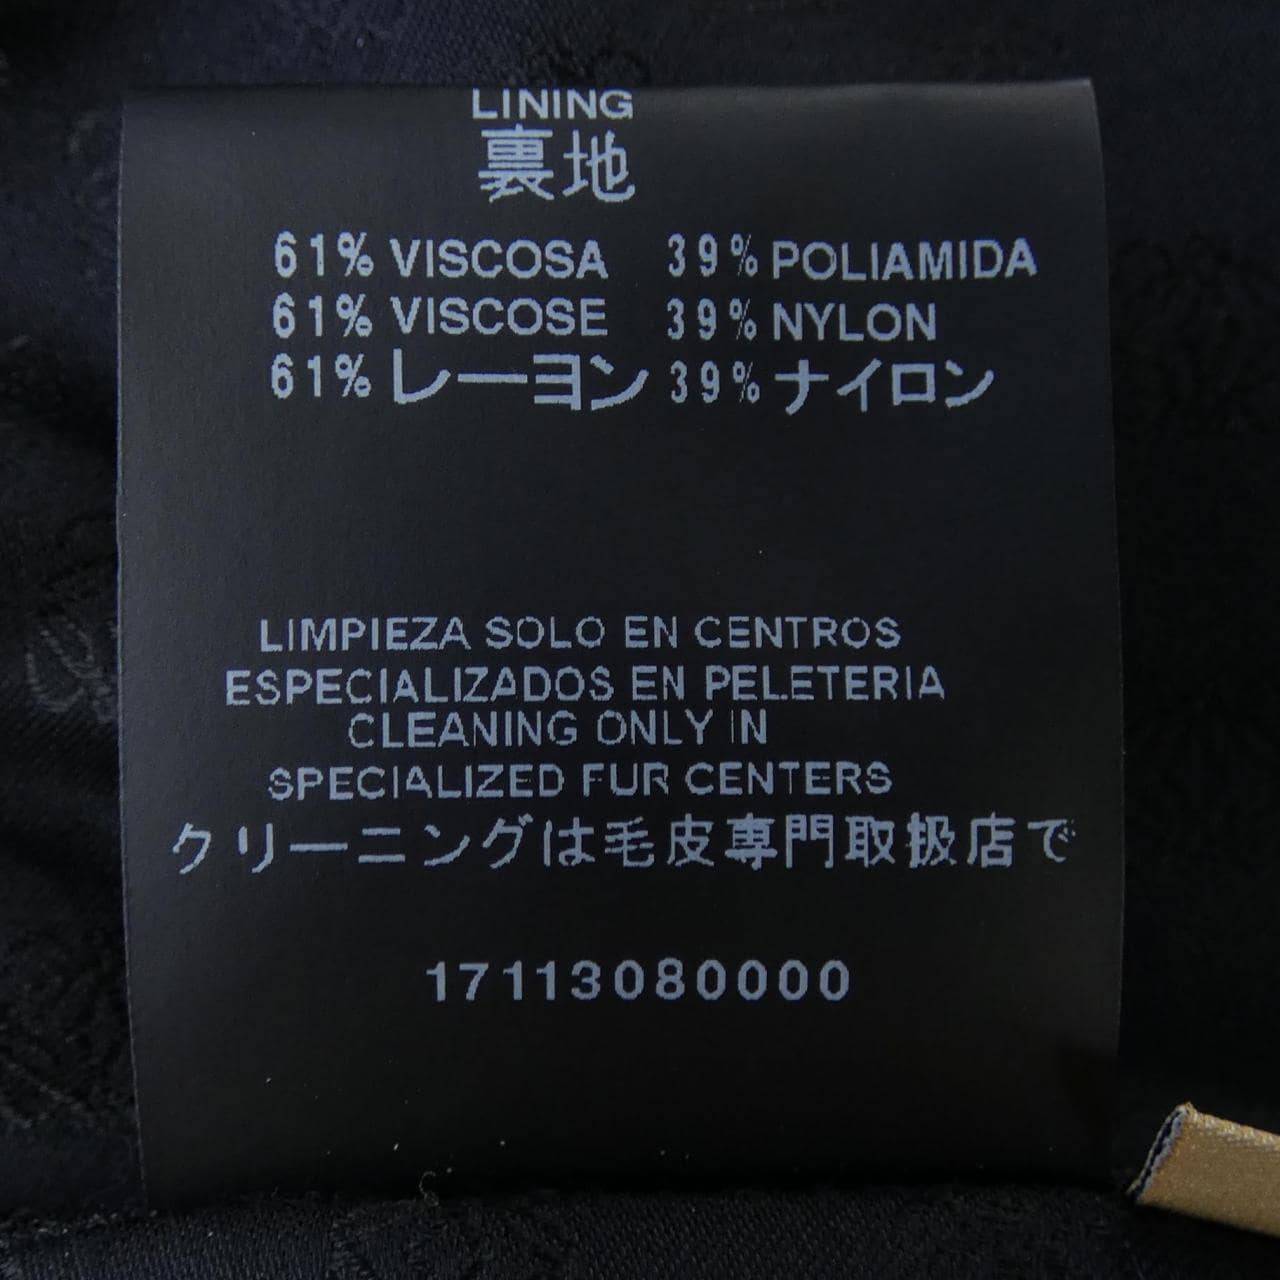 LINING
裏地
61% VISCOSA 39% POLIAMIDA
61% VISCOSE 39% NYLON
61% レーヨン 39% ナイロン
LIMPIEZA SOLO EN CENTROS
ESPECIALIZADOS EN PELETERIA
CLEANING ONLY IN
SPECIALIZED FUR CENTERS
クリーニングは毛皮専門取扱店で
17113080000